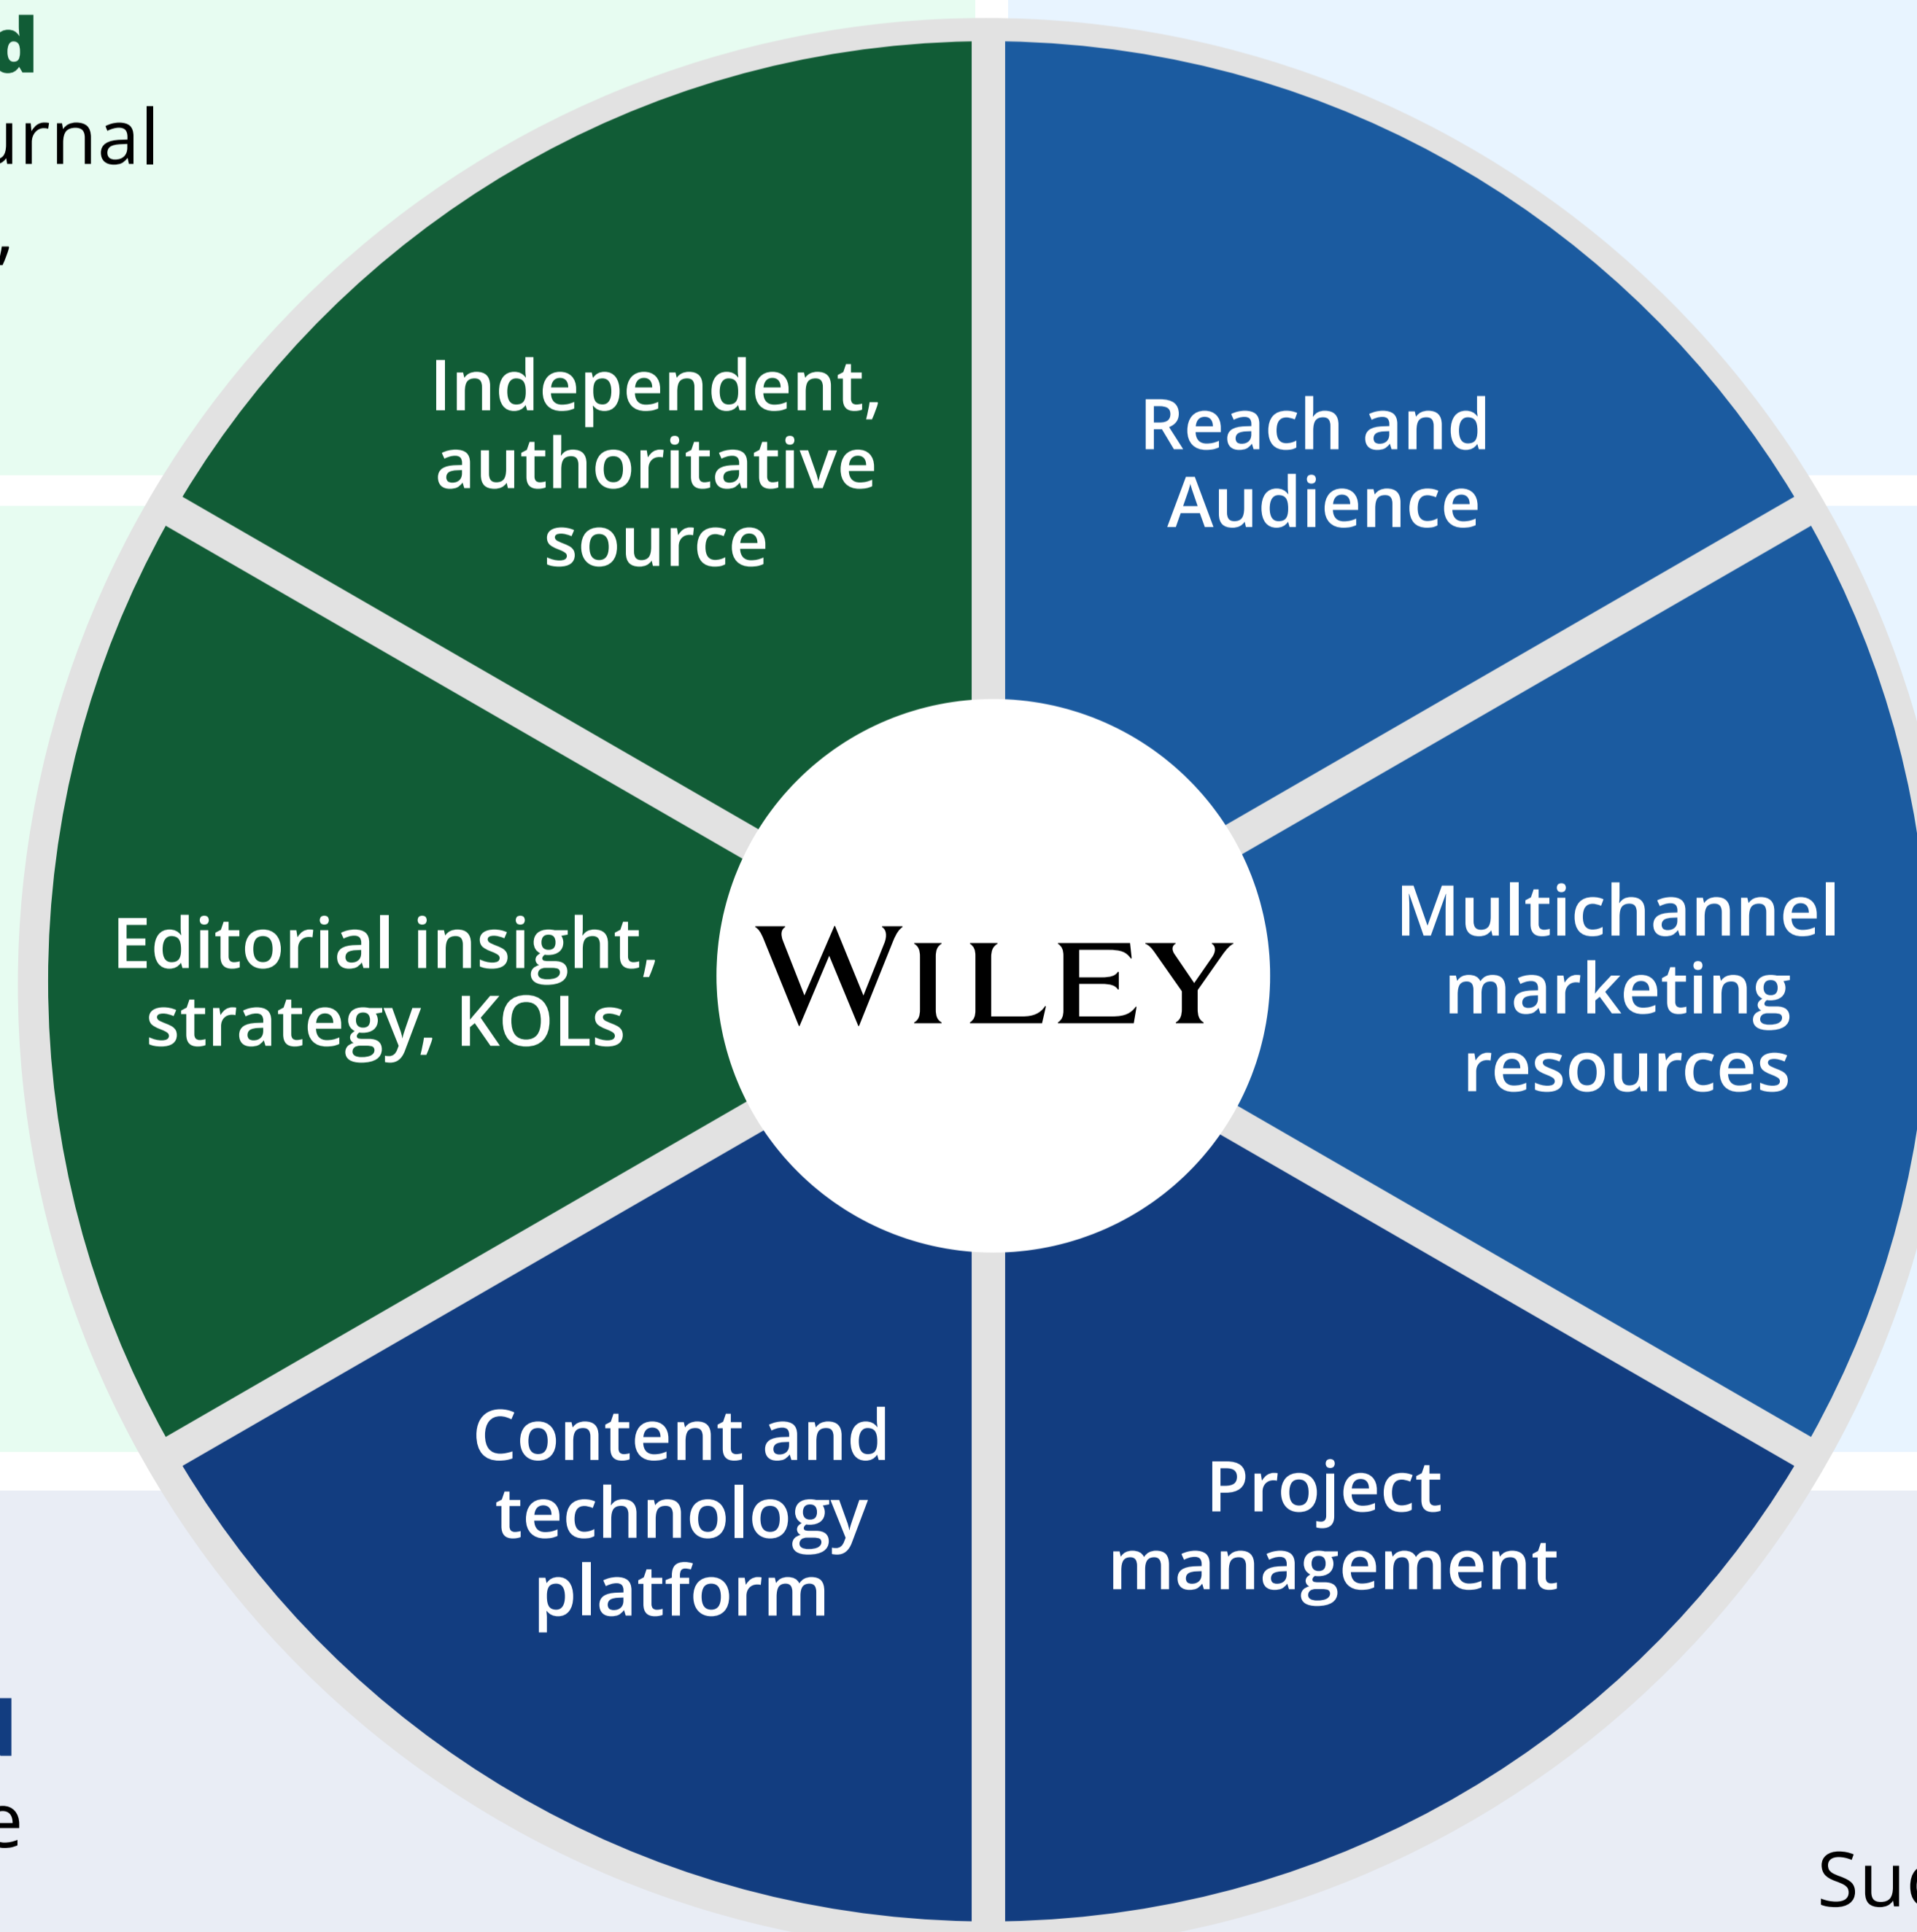 Independent,
authoritative
source
Reach and
Audience
Editorial insight,
strategy, KOLs
WILEY
Multichannel
marketing
resources
Content and
technology
platform
Project
management